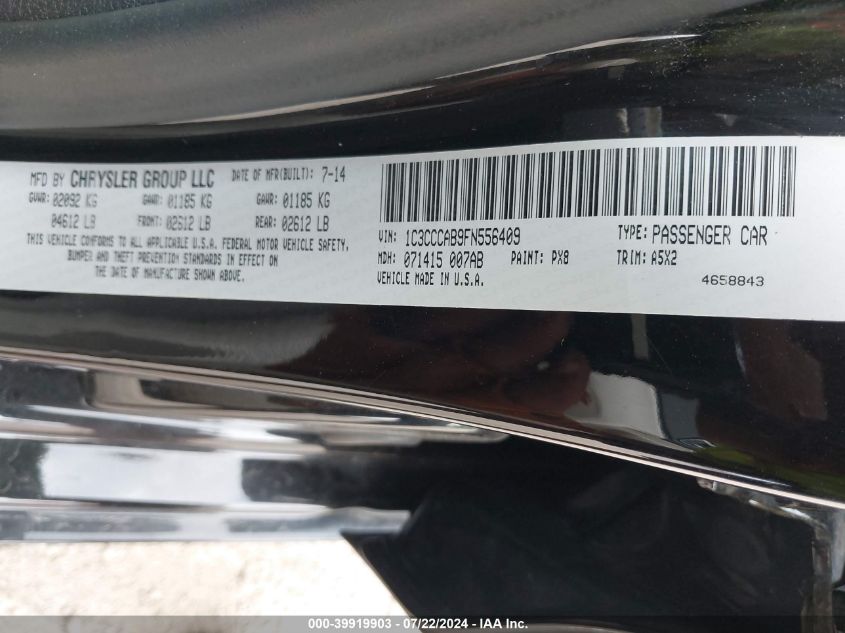 MFD BY CHRYSLER GROUP LLC DATE OF MFR(BUILT): 7-14
GVWR: 02092 KG GAWR: 01185 KG GAWR: 01185 KG
04612 LB FRONT: 02612 LB REAR: 02612 LB
THIS VEHICLE CONFORMS TO ALL APPLICABLE U.S.A. FEDERAL MOTOR VEHICLE SAFETY,
BUMPER AND THEFT PREVENTION STANDARDS IN EFFECT ON
THE DATE OF MANUFACTURE SHOWN ABOVE.
VIN: 1C3CCCAB9FN556409 TYPE: PASSENGER CAR
MDH: 071415 007AB PAINT: PX8 TRIM: A5X2
VEHICLE MADE IN U.S.A. 4658843
000-39919903 - 07/22/2024 - IAAI.COM